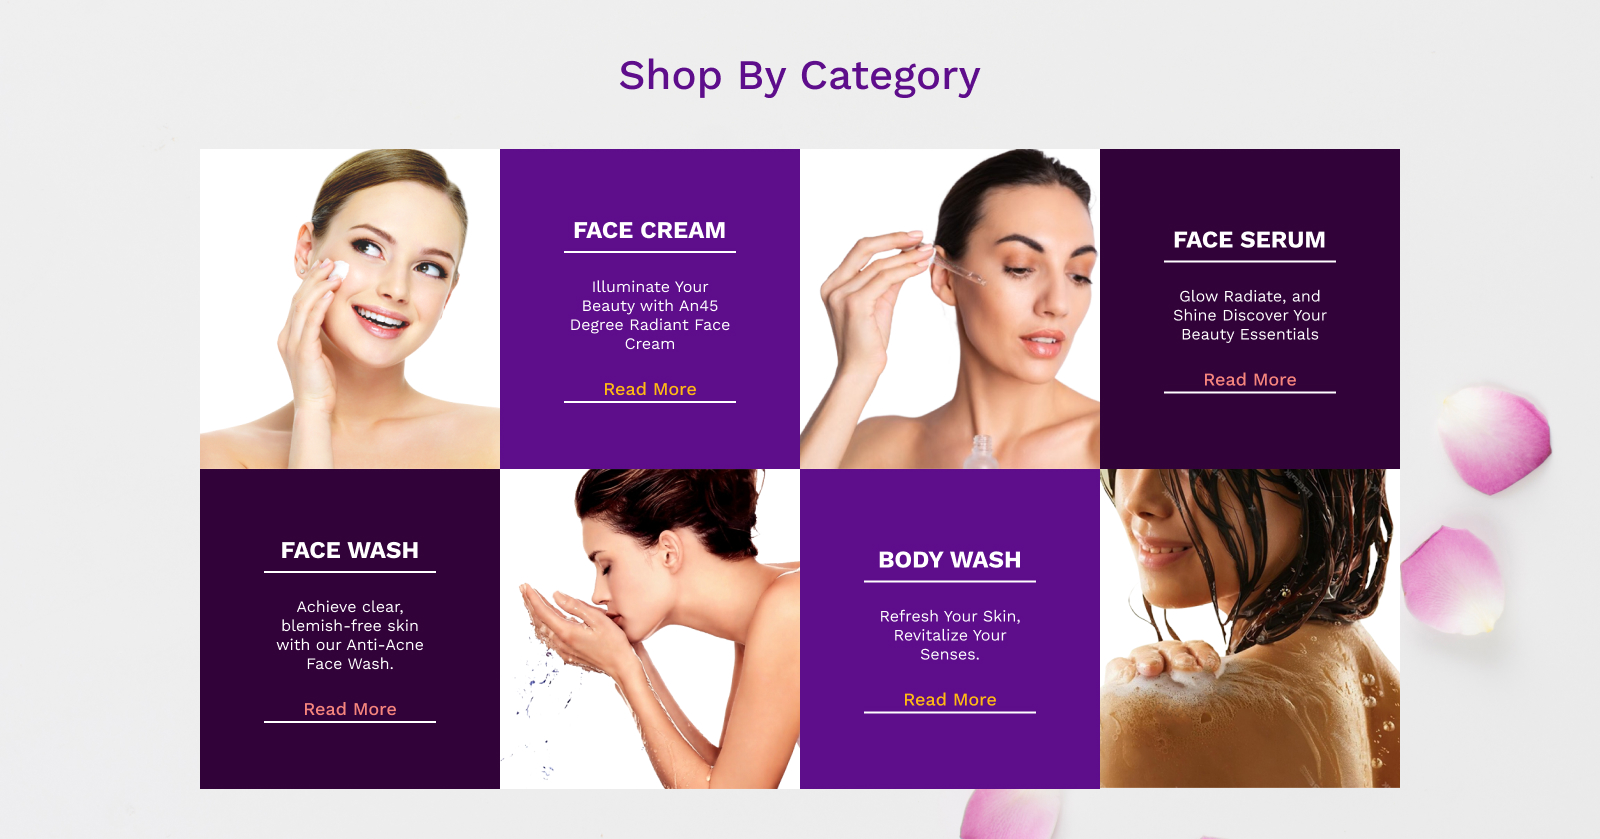 Shop By Category
FACE CREAM
Illuminate Your
Beauty with An45
Degree Radiant Face
Cream
Read More
FACE SERUM
Glow Radiate, and
Shine Discover Your
Beauty Essentials
Read More
FACE WASH
Achieve clear,
blemish-free skin
with our Anti-Acne
Face Wash.
Read More
BODY WASH
Refresh Your Skin,
Revitalize Your
Senses.
Read More